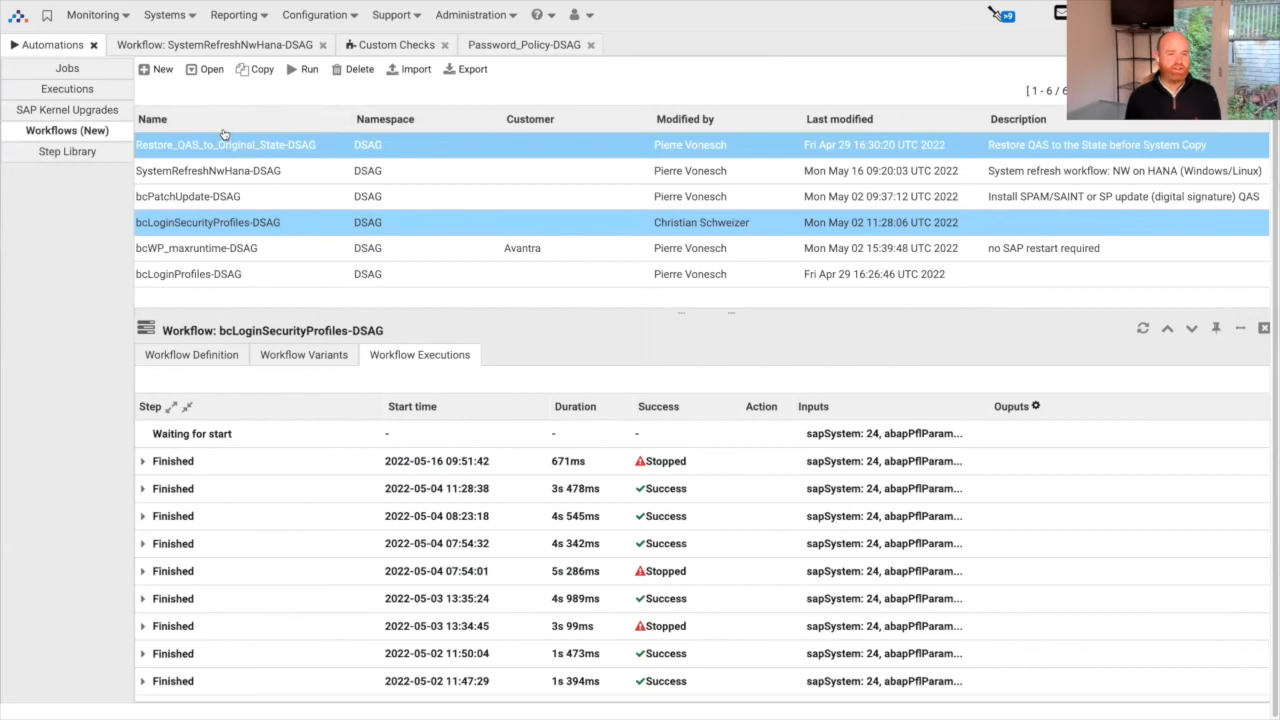 Monitoring Systems Reporting Configuration Support Administration >9
Automations Workflow: SystemRefreshNwHana-DSAG Custom Checks Password_Policy-DSAG
Jobs
Executions
SAP Kernel Upgrades
Workflows (New)
Step Library
New Open Copy Run Delete Import Export
[ 1 - 6 / 6
Name Namespace Customer Modified by Last modified Description
Restore_QAS_to_Original_State-DSAG DSAG Pierre Vonesch Fri Apr 29 16:30:20 UTC 2022 Restore QAS to the State before System Copy
SystemRefreshNwHana-DSAG DSAG Pierre Vonesch Mon May 16 09:20:03 UTC 2022 System refresh workflow: NW on HANA (Windows/Linux)
bcPatchUpdate-DSAG DSAG Pierre Vonesch Mon May 02 09:37:12 UTC 2022 Install SPAM/SAINT or SP update (digital signature) QAS
bcLoginSecurityProfiles-DSAG DSAG Christian Schweizer Mon May 02 11:28:06 UTC 2022
bcWP_maxruntime-DSAG DSAG Avantra Pierre Vonesch Mon May 02 15:39:48 UTC 2022 no SAP restart required
bcLoginProfiles-DSAG DSAG Pierre Vonesch Fri Apr 29 16:26:46 UTC 2022
Workflow: bcLoginSecurityProfiles-DSAG
Workflow Definition Workflow Variants Workflow Executions
Step Start time Duration Success Action Inputs Ouputs
Waiting for start - - - sapSystem: 24, abapPflParam...
Finished 2022-05-16 09:51:42 671ms Stopped sapSystem: 24, abapPflParam...
Finished 2022-05-04 11:28:38 3s 478ms Success sapSystem: 24, abapPflParam...
Finished 2022-05-04 08:23:18 4s 545ms Success sapSystem: 24, abapPflParam...
Finished 2022-05-04 07:54:32 4s 342ms Success sapSystem: 24, abapPflParam...
Finished 2022-05-04 07:54:01 5s 286ms Stopped sapSystem: 24, abapPflParam...
Finished 2022-05-03 13:35:24 4s 989ms Success sapSystem: 24, abapPflParam...
Finished 2022-05-03 13:34:45 3s 99ms Stopped sapSystem: 24, abapPflParam...
Finished 2022-05-02 11:50:04 1s 473ms Success sapSystem: 24, abapPflParam...
Finished 2022-05-02 11:47:29 1s 394ms Success sapSystem: 24, abapPflParam...